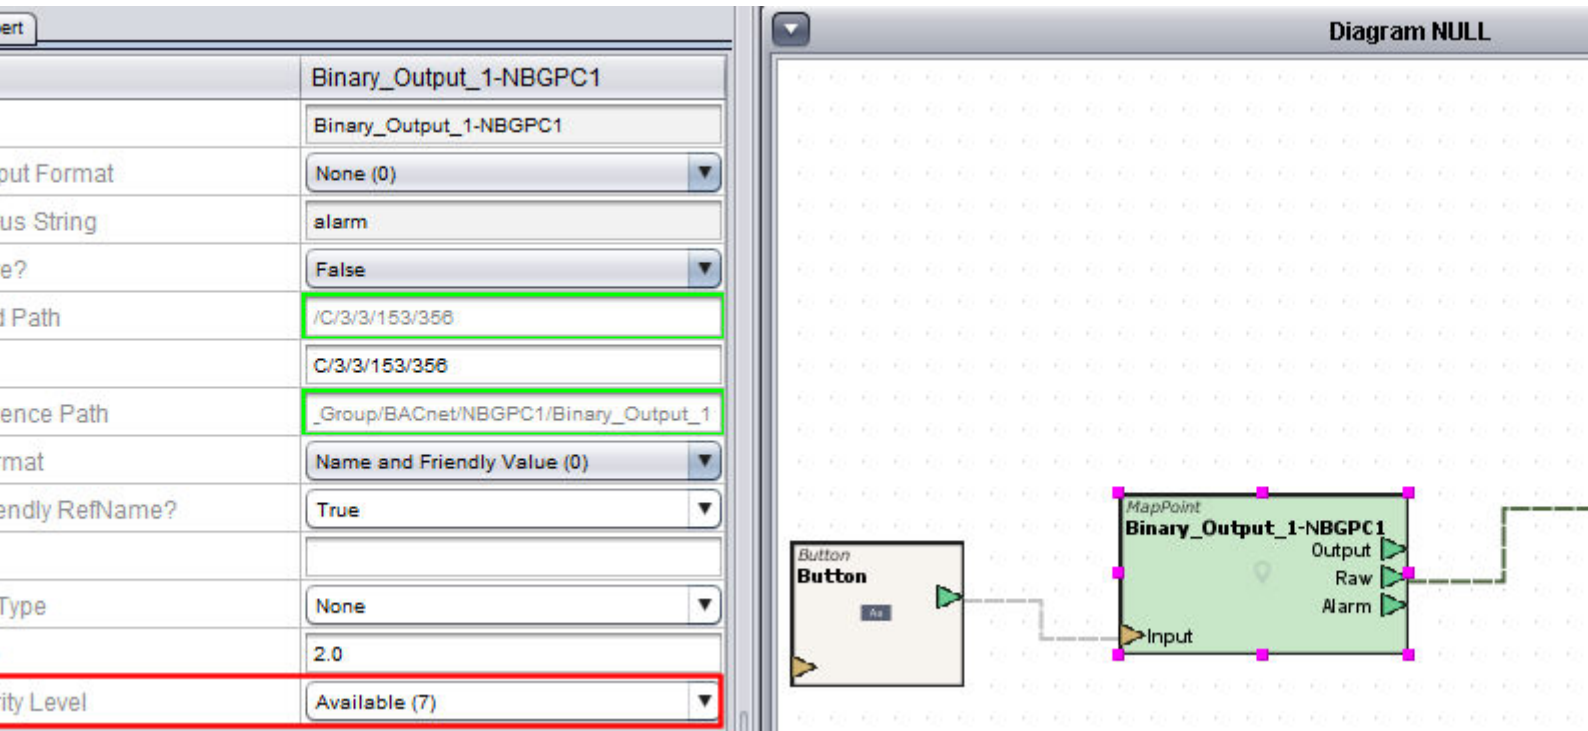 ert
Diagram NULL
Binary_Output_1-NBGPC1
Binary_Output_1-NBGPC1
put Format
None (0)
us String
alarm
e?
False
d Path
/C/3/3/153/356
C/3/3/153/356
ence Path
_Group/BACnet/NBGPC1/Binary_Output_1
rmat
Name and Friendly Value (0)
endly RefName?
True
Type
None
2.0
ity Level
Available (7)
Button
Button
Aa
MapPoint
Binary_Output_1-NBGPC1
Output
Raw
Alarm
Input